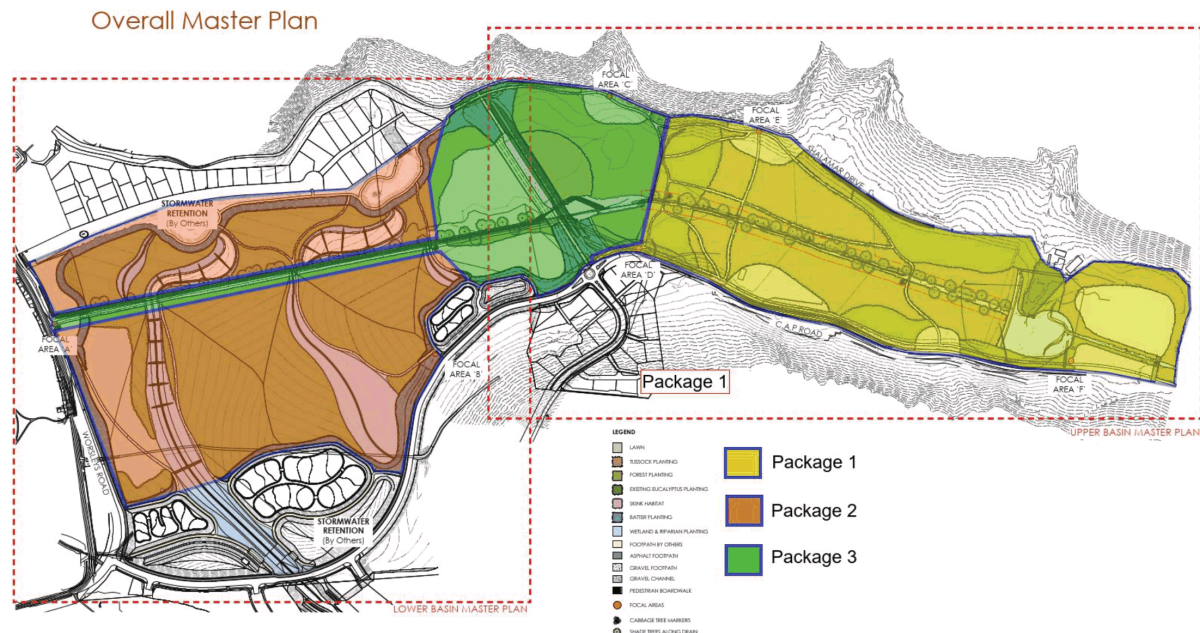 Overall Master Plan
FOCAL
AREA 'C'
FOCAL
AREA 'E'
SHALAMAR DRIVE
STORMWATER
RETENTION
(By Others)
FOCAL
AREA 'D'
FOCAL
AREA 'A'
C.A.P ROAD
FOCAL
AREA 'B'
Package 1
FOCAL
AREA 'F'
WORSLEYS ROAD
UPPER BASIN MASTER PLAN
STORMWATER
RETENTION
(By Others)
LOWER BASIN MASTER PLAN
LEGEND
LAWN
TUSSOCK PLANTING
FOREST PLANTING
EXISTING EUCALYPTUS PLANTING
SKINK HABITAT
BATTER PLANTING
WETLAND & RIPARIAN PLANTING
FOOTPATH BY OTHERS
ASPHALT FOOTPATH
GRAVEL FOOTPATH
GRAVEL CHANNEL
PEDESTRIAN BOARDWALK
FOCAL AREAS
CABBAGE TREE MARKERS
SHADE TREES ALONG DRAIN
Package 1
Package 2
Package 3